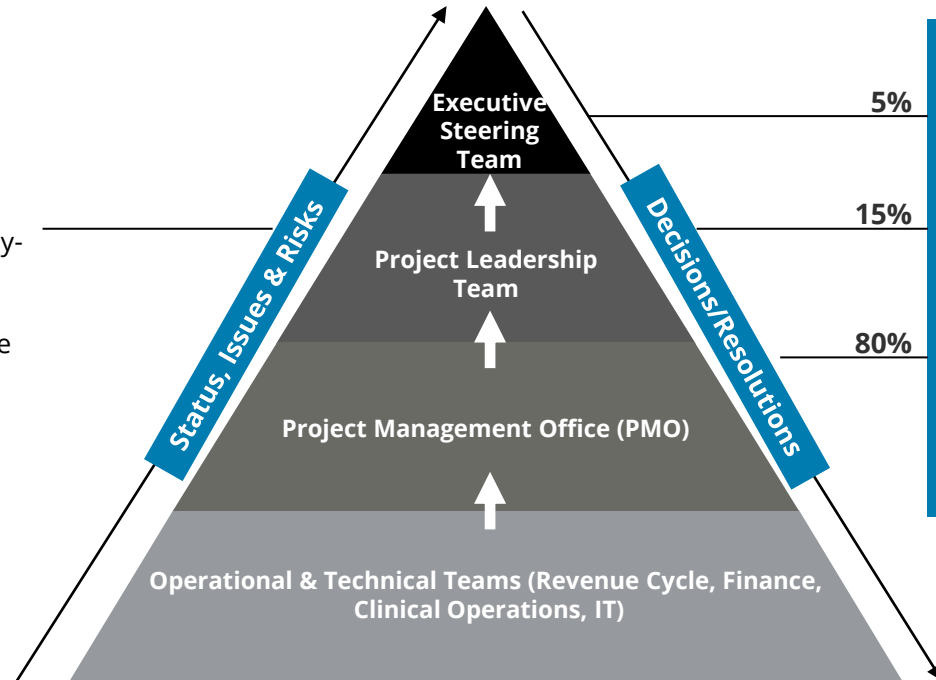 Executive
Steering
Team
5%
15%
80%
y-
e
Status, Issues & Risks
Decisions/Resolutions
Project Leadership
Team
Project Management Office (PMO)
Operational & Technical Teams (Revenue Cycle, Finance,
Clinical Operations, IT)